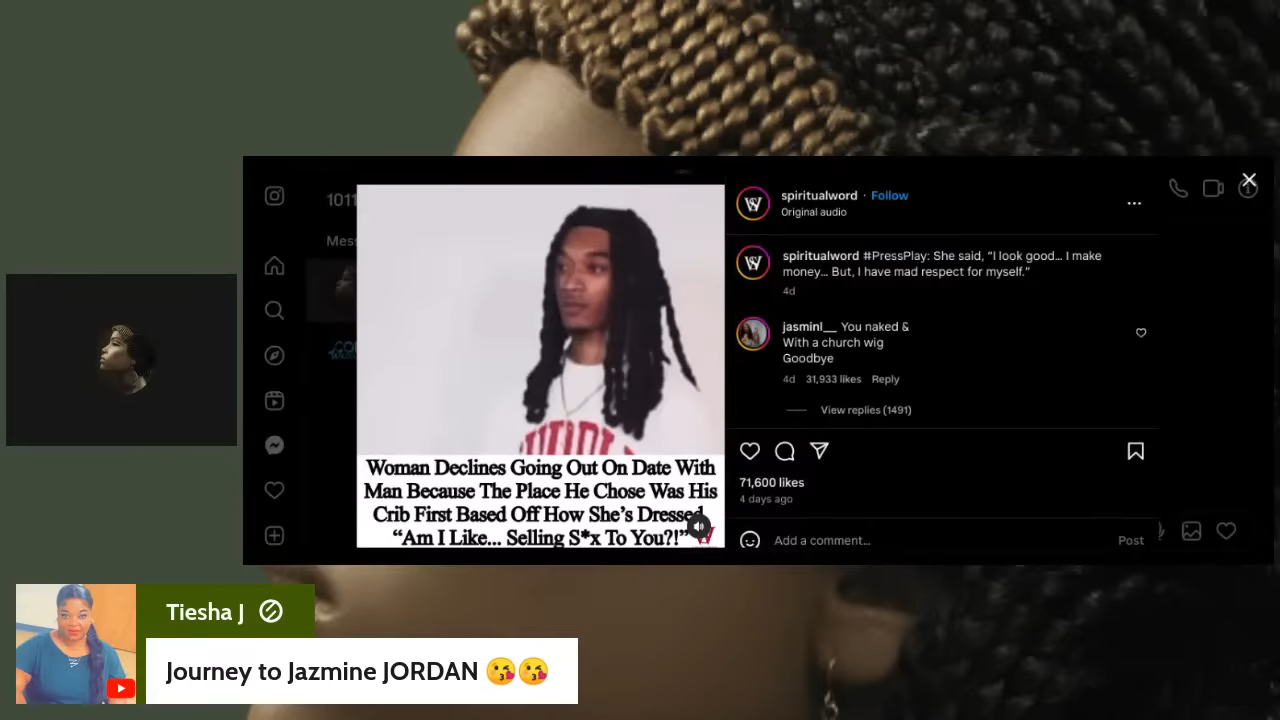 1011
Mess
spiritualword · Follow
Original audio
spiritualword #PressPlay: She said, “I look good… I make
money… But, I have mad respect for myself.”
4d
jasminl__ You naked &
With a church wig
Goodbye
4d 31,933 likes Reply
View replies (1491)
71,600 likes
4 days ago
Add a comment…
Post
Woman Declines Going Out On Date With
Man Because The Place He Chose Was His
Crib First Based Off How She’s Dressed
“Am I Like... Selling S*x To You?!”
Tiesha J
Journey to Jazmine JORDAN 😘😘